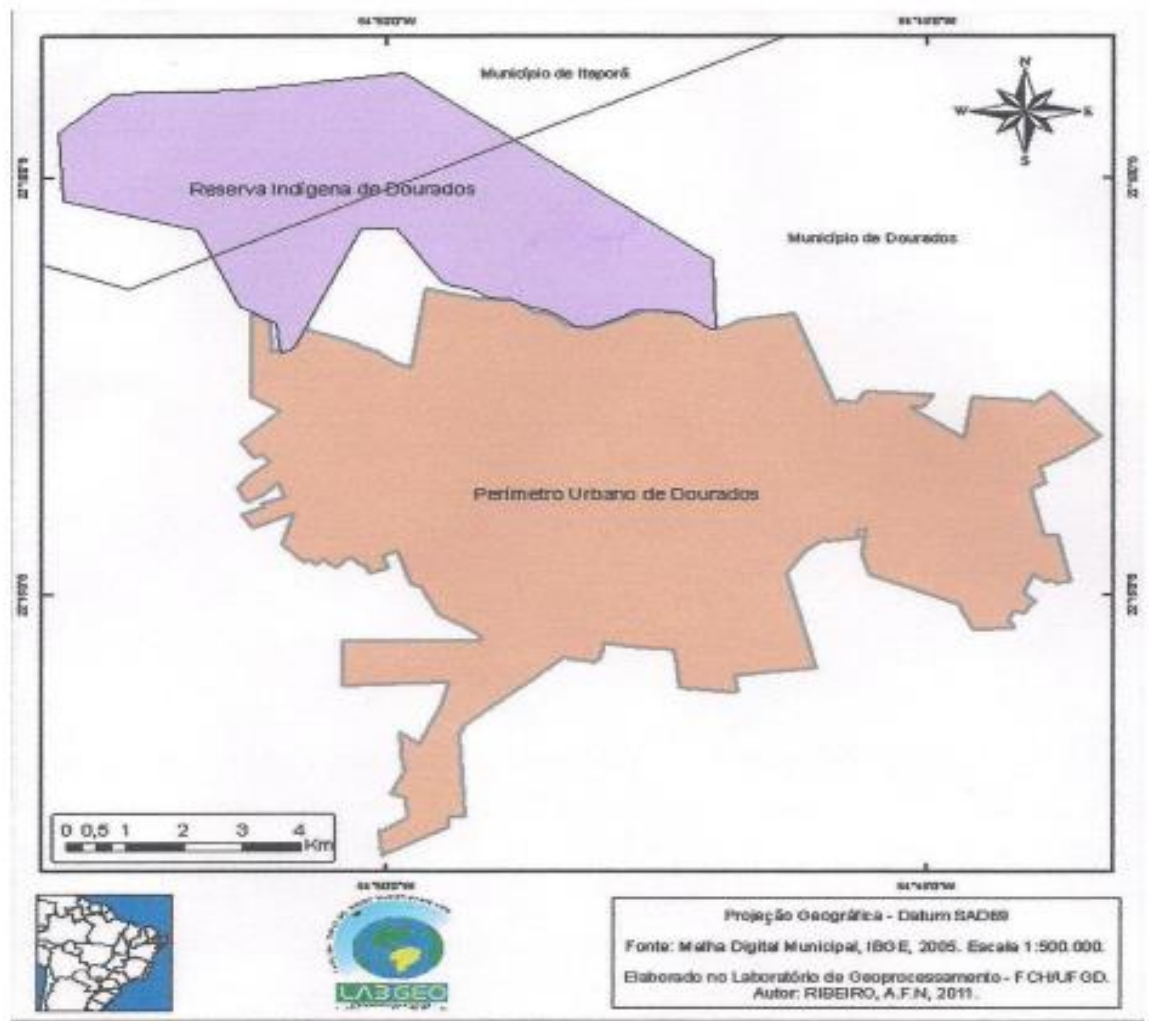 Município de Itaporã
N
W
S
Reserva Indígena de Dourados
Município de Dourados
Perímetro Urbano de Dourados
0 0,5 1 2 3 4
Km
Projeção Geográfica - Datum SAD69
Fonte: Malha Digital Municipal, IBGE, 2005. Escala 1:500.000.
Elaborado no Laboratório de Geoprocessamento - FCH/UFGD.
Autor: RIBEIRO, A.F.N, 2011.
LABGEO